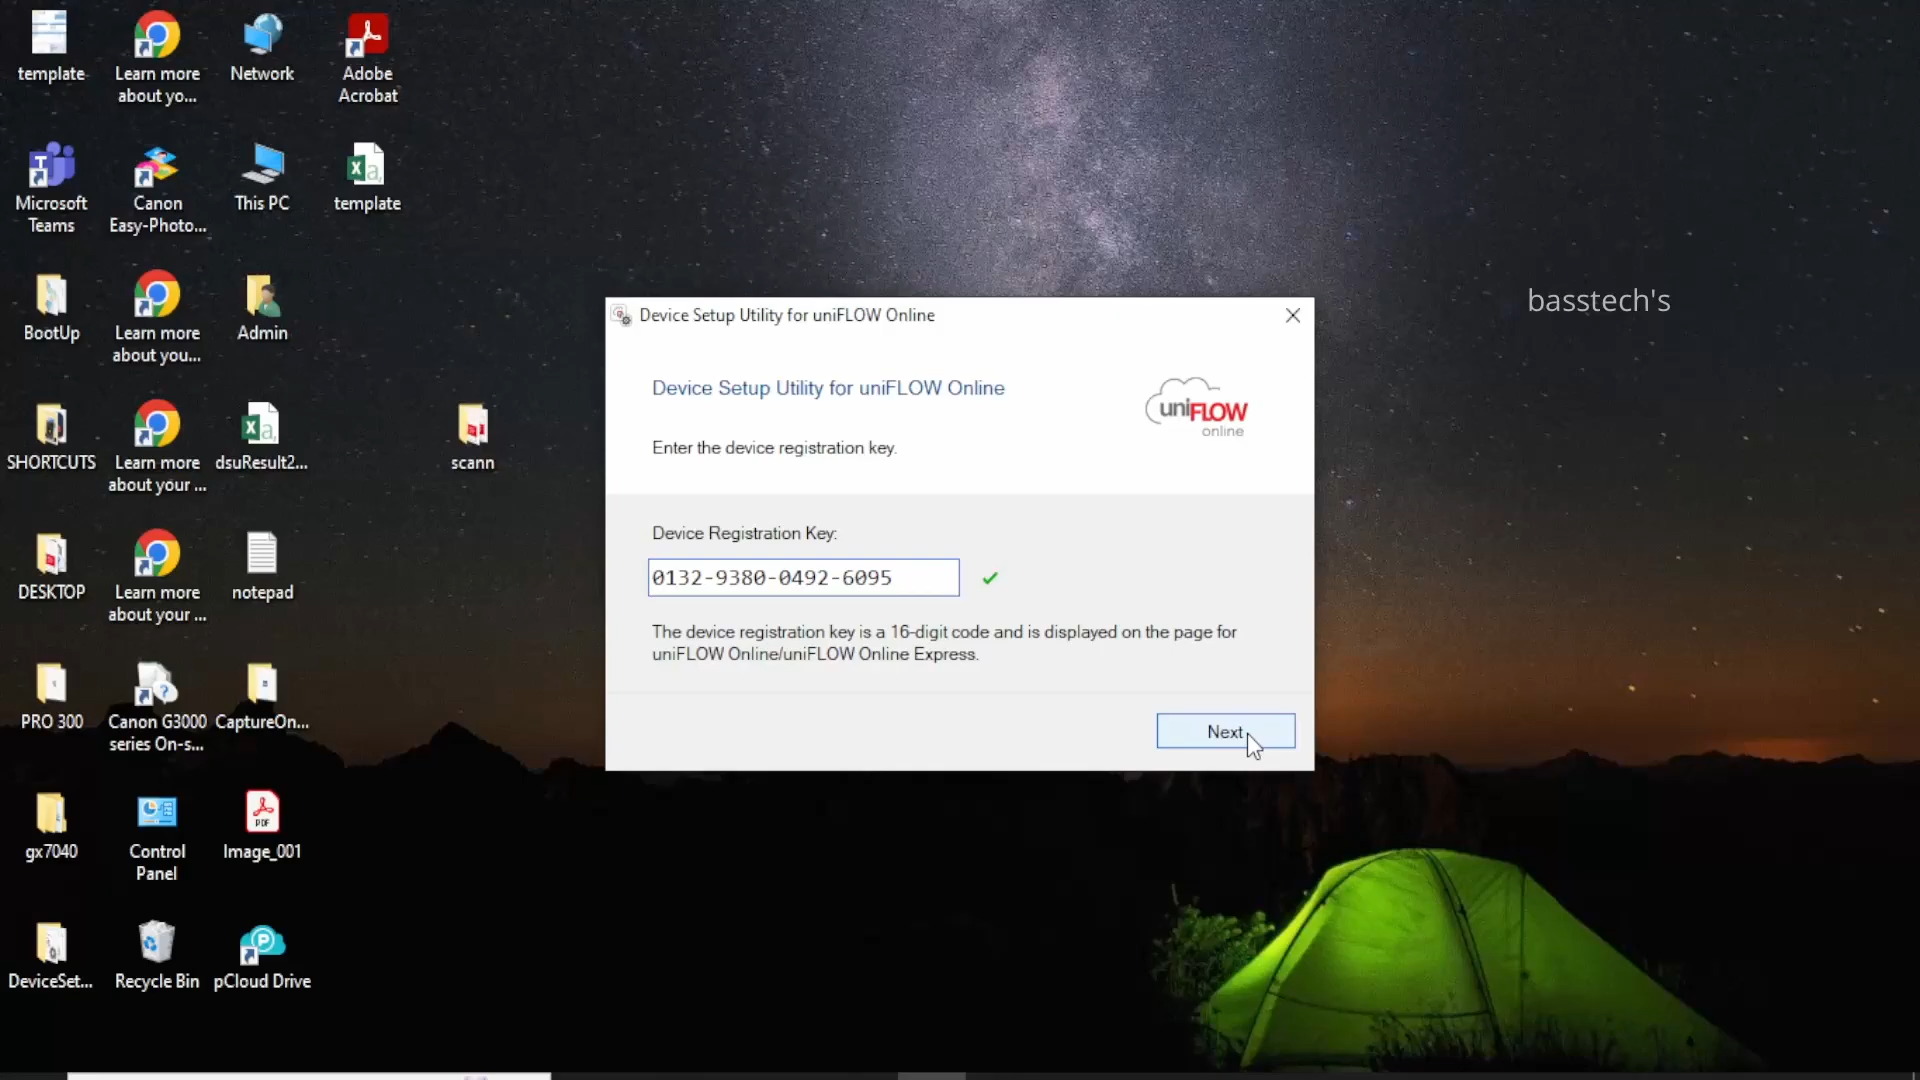 template
Learn more
about yo...
Network
Adobe
Acrobat
Microsoft
Teams
Canon
Easy-Photo...
This PC
template
BootUp
Learn more
about you...
Admin
SHORTCUTS
Learn more
about your ...
dsuResult2...
scann
DESKTOP
Learn more
about your ...
notepad
PRO 300
Canon G3000
series On-s...
CaptureOn...
gx7040
Control
Panel
PDF
Image_001
DeviceSet...
Recycle Bin
pCloud Drive
basstech's
Device Setup Utility for uniFLOW Online
Device Setup Utility for uniFLOW Online
uniFLOW
online
Enter the device registration key.
Device Registration Key:
0132-9380-0492-6095
The device registration key is a 16-digit code and is displayed on the page for
uniFLOW Online/uniFLOW Online Express.
Next